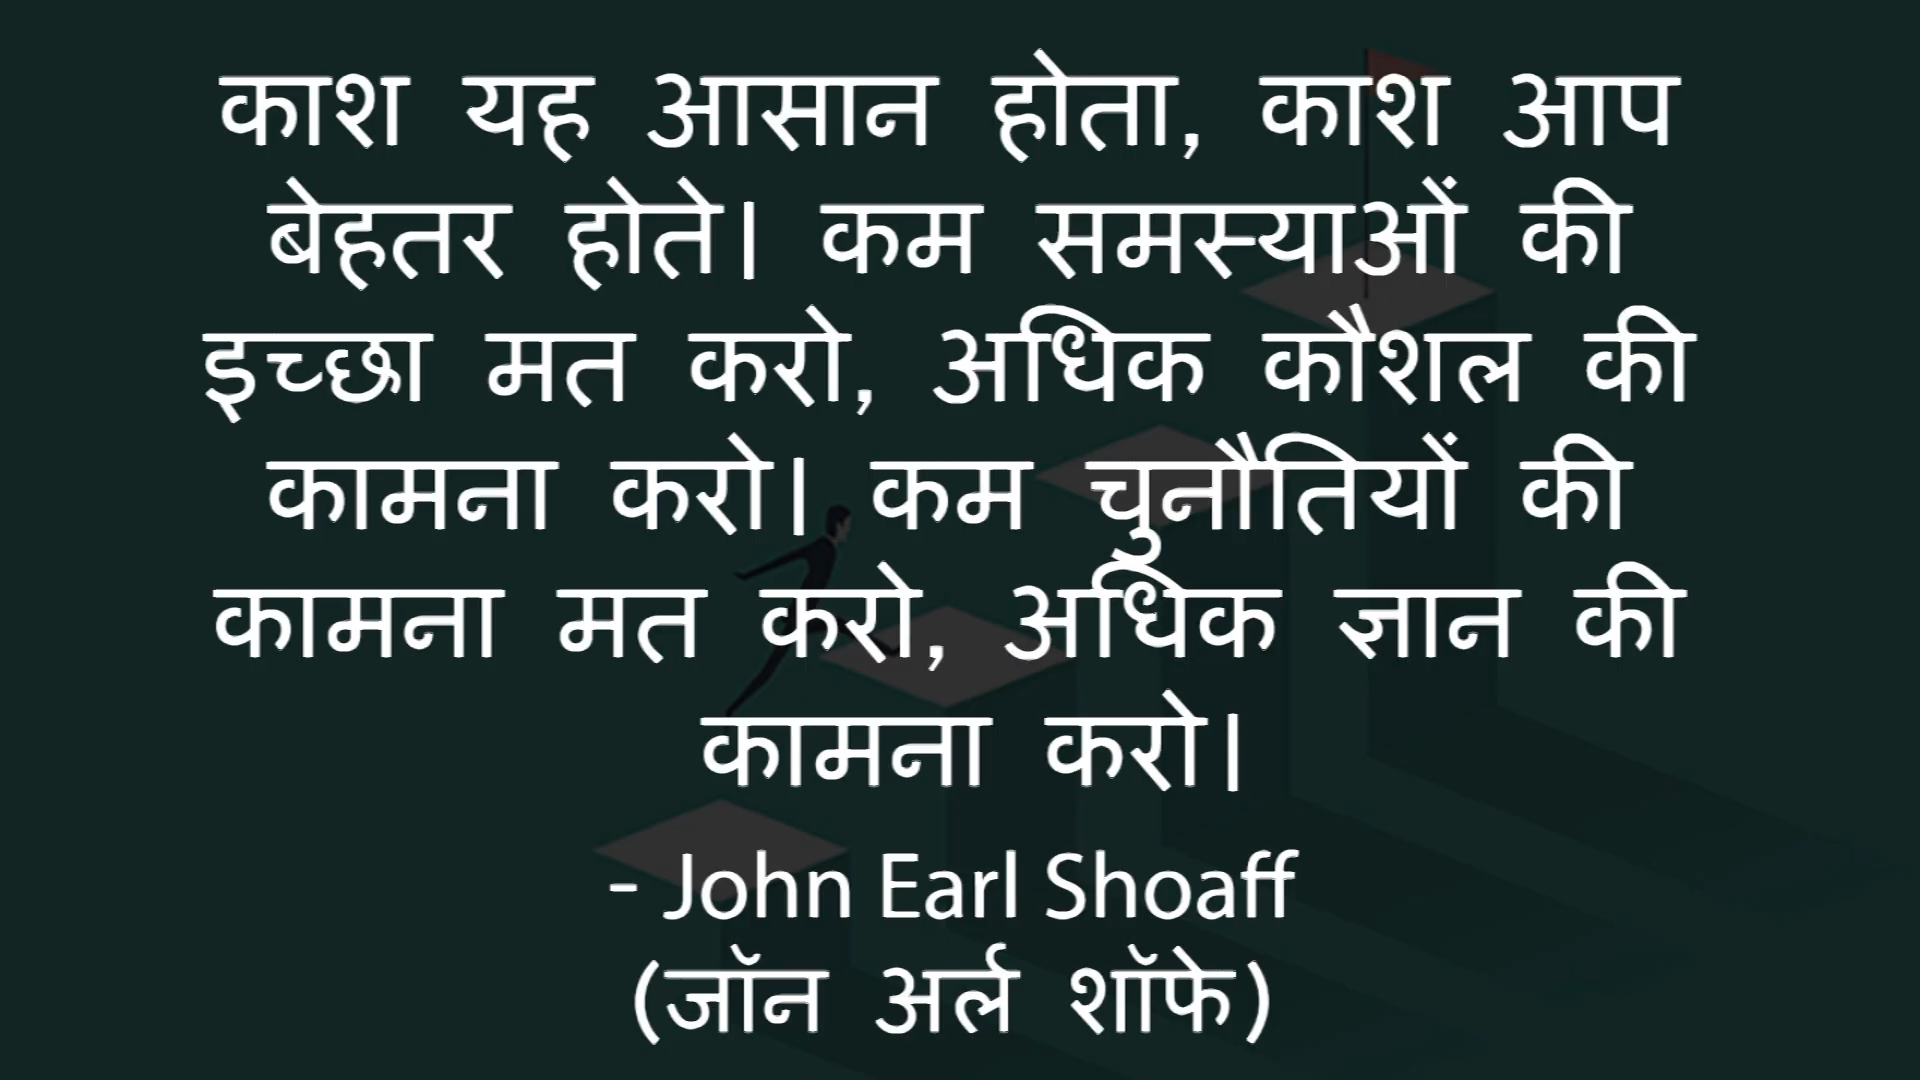 काश यह आसान होता, काश आप
बेहतर होते। कम समस्याओं की
इच्छा मत करो, अधिक कौशल की
कामना करो। कम चुनौतियों की
कामना मत करो, अधिक ज्ञान की
कामना करो।
- John Earl Shoaff
(जॉन अर्ल शॉफे)